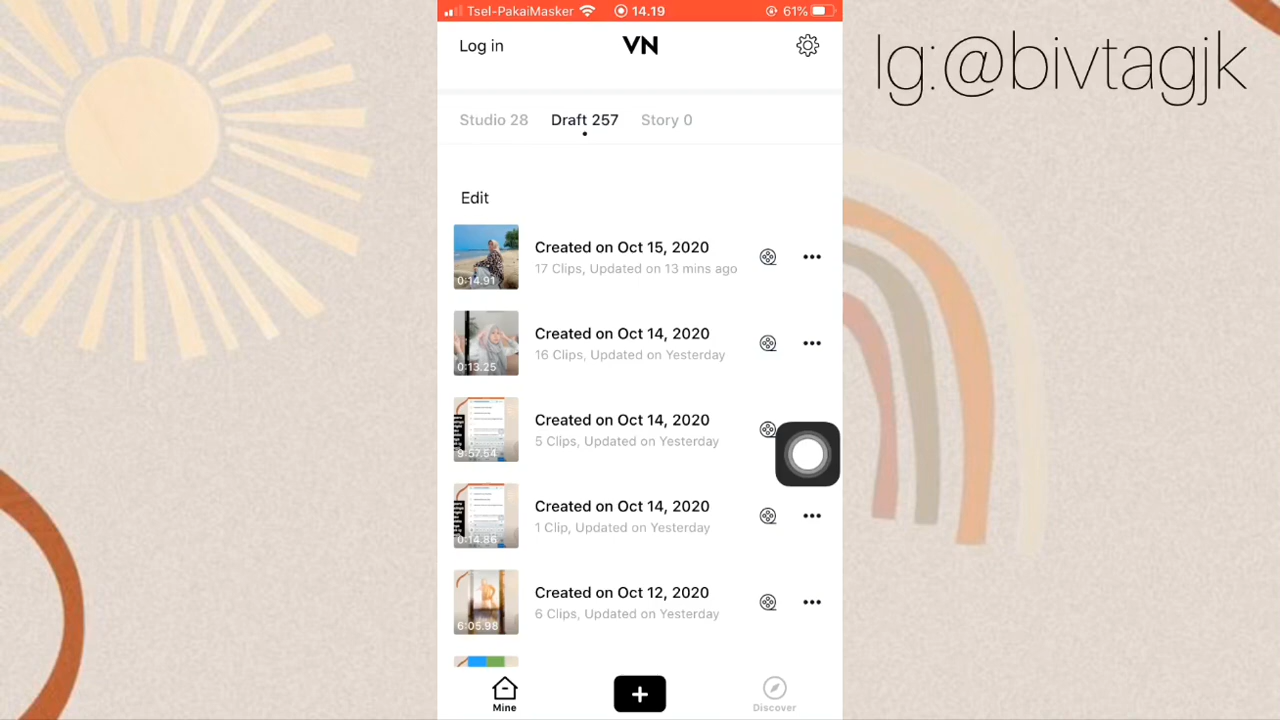 Tsel-PakaiMasker 14.19 61%
Ig:@bivtagjk
Log in VN
Studio 28 Draft 257 Story 0
Edit
Created on Oct 15, 2020
17 Clips, Updated on 13 mins ago
0:14.91
Created on Oct 14, 2020
16 Clips, Updated on Yesterday
0:13.25
Created on Oct 14, 2020
5 Clips, Updated on Yesterday
9:57.54
Created on Oct 14, 2020
1 Clip, Updated on Yesterday
0:14.86
Created on Oct 12, 2020
6 Clips, Updated on Yesterday
6:05.98
Mine Discover